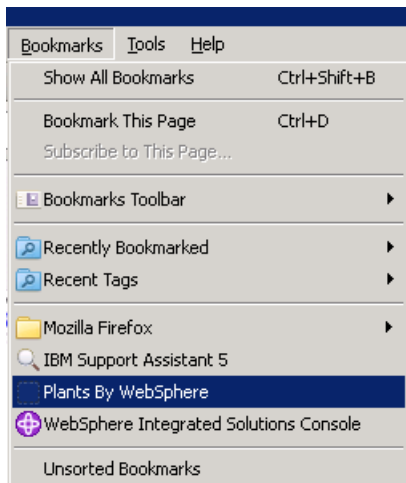 Bookmarks Tools Help
Show All Bookmarks Ctrl+Shift+B
Bookmark This Page Ctrl+D
Subscribe to This Page...
Bookmarks Toolbar
Recently Bookmarked
Recent Tags
Mozilla Firefox
IBM Support Assistant 5
Plants By WebSphere
WebSphere Integrated Solutions Console
Unsorted Bookmarks